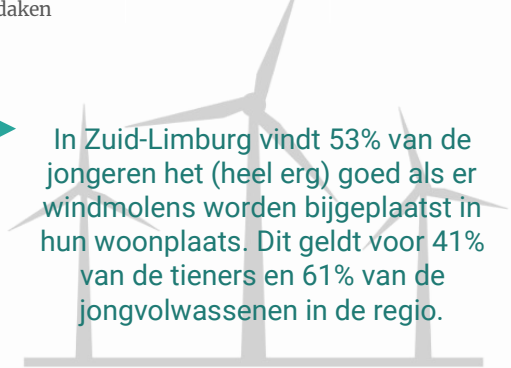 daken
In Zuid-Limburg vindt 53% van de
jongeren het (heel erg) goed als er
windmolens worden bijgeplaatst in
hun woonplaats. Dit geldt voor 41%
van de tieners en 61% van de
jongvolwassenen in de regio.